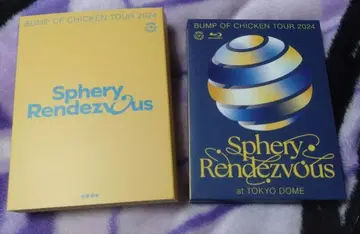 BUMP OF CHICKEN TOUR 2024
Sphery
Rendezvous
BUMP OF CHICKEN TOUR 2024
Sphery
Rendezvous
at TOKYO DOME